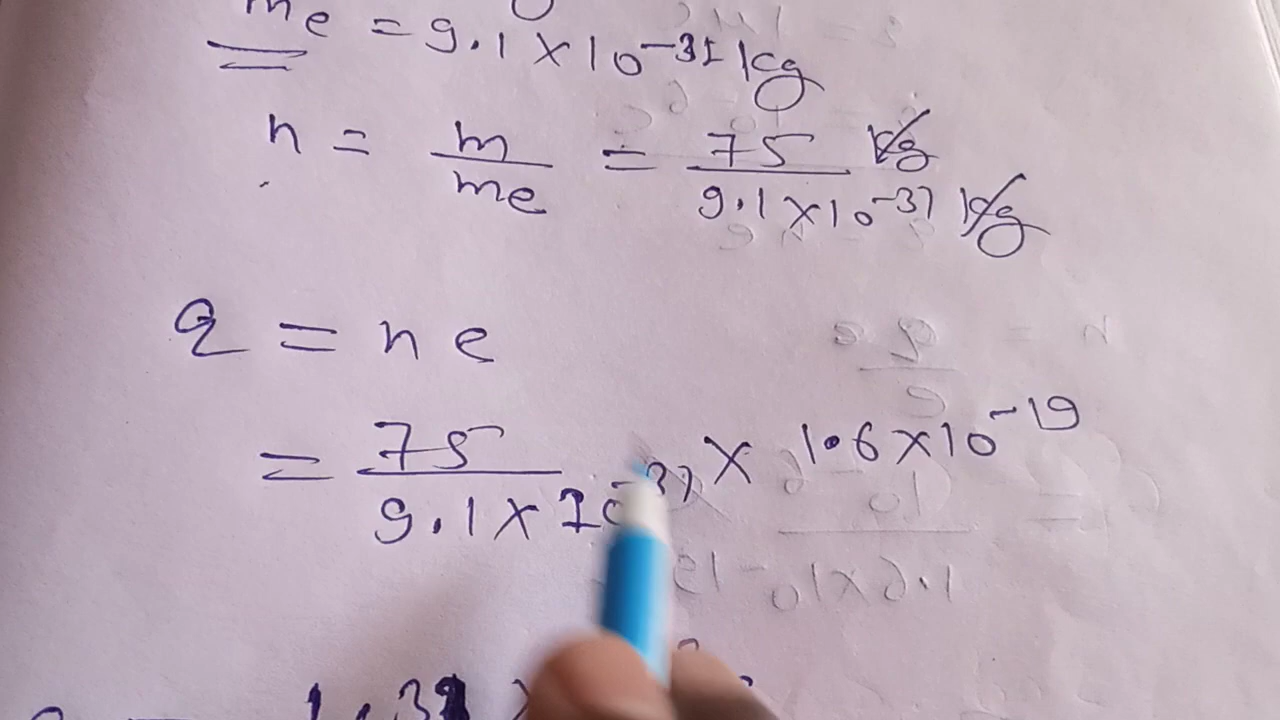 me = 9.1 × 10⁻³¹ kg
n = m/me = 75 kg / 9.1 × 10⁻³¹ kg
q = n e
= 75 / 9.1 × 10⁻³¹ × 1.6 × 10⁻¹⁹